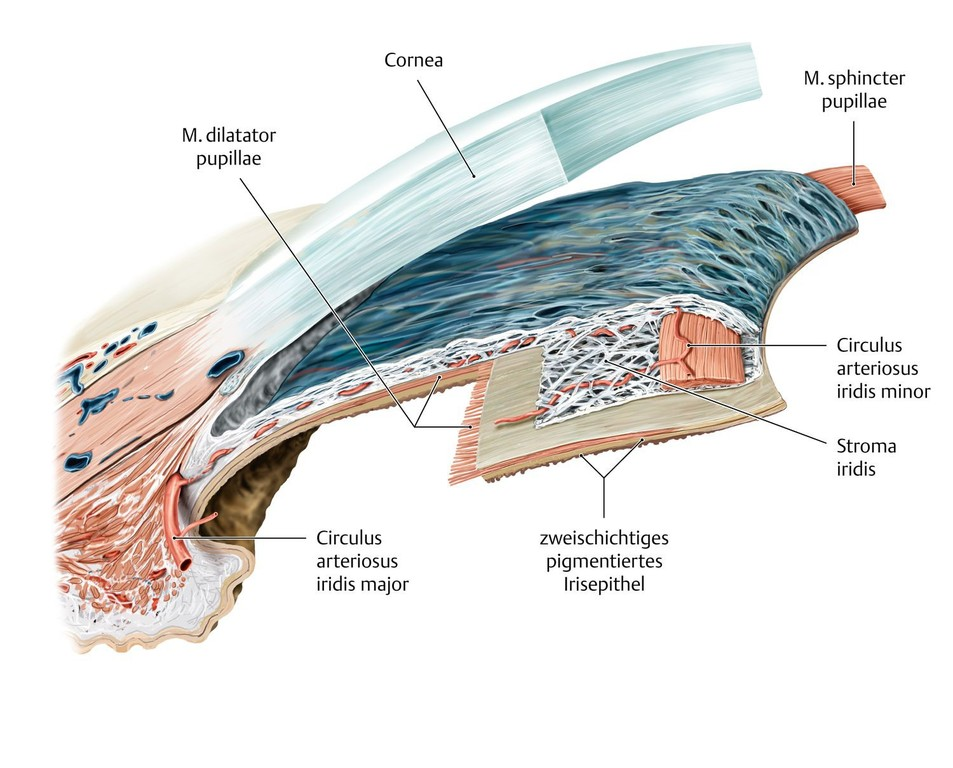 Cornea
M. sphincter
pupillae
M. dilatator
pupillae
Circulus
arteriosus
iridis minor
Stroma
iridis
Circulus
arteriosus
iridis major
zweischichtiges
pigmentiertes
Irisepithel